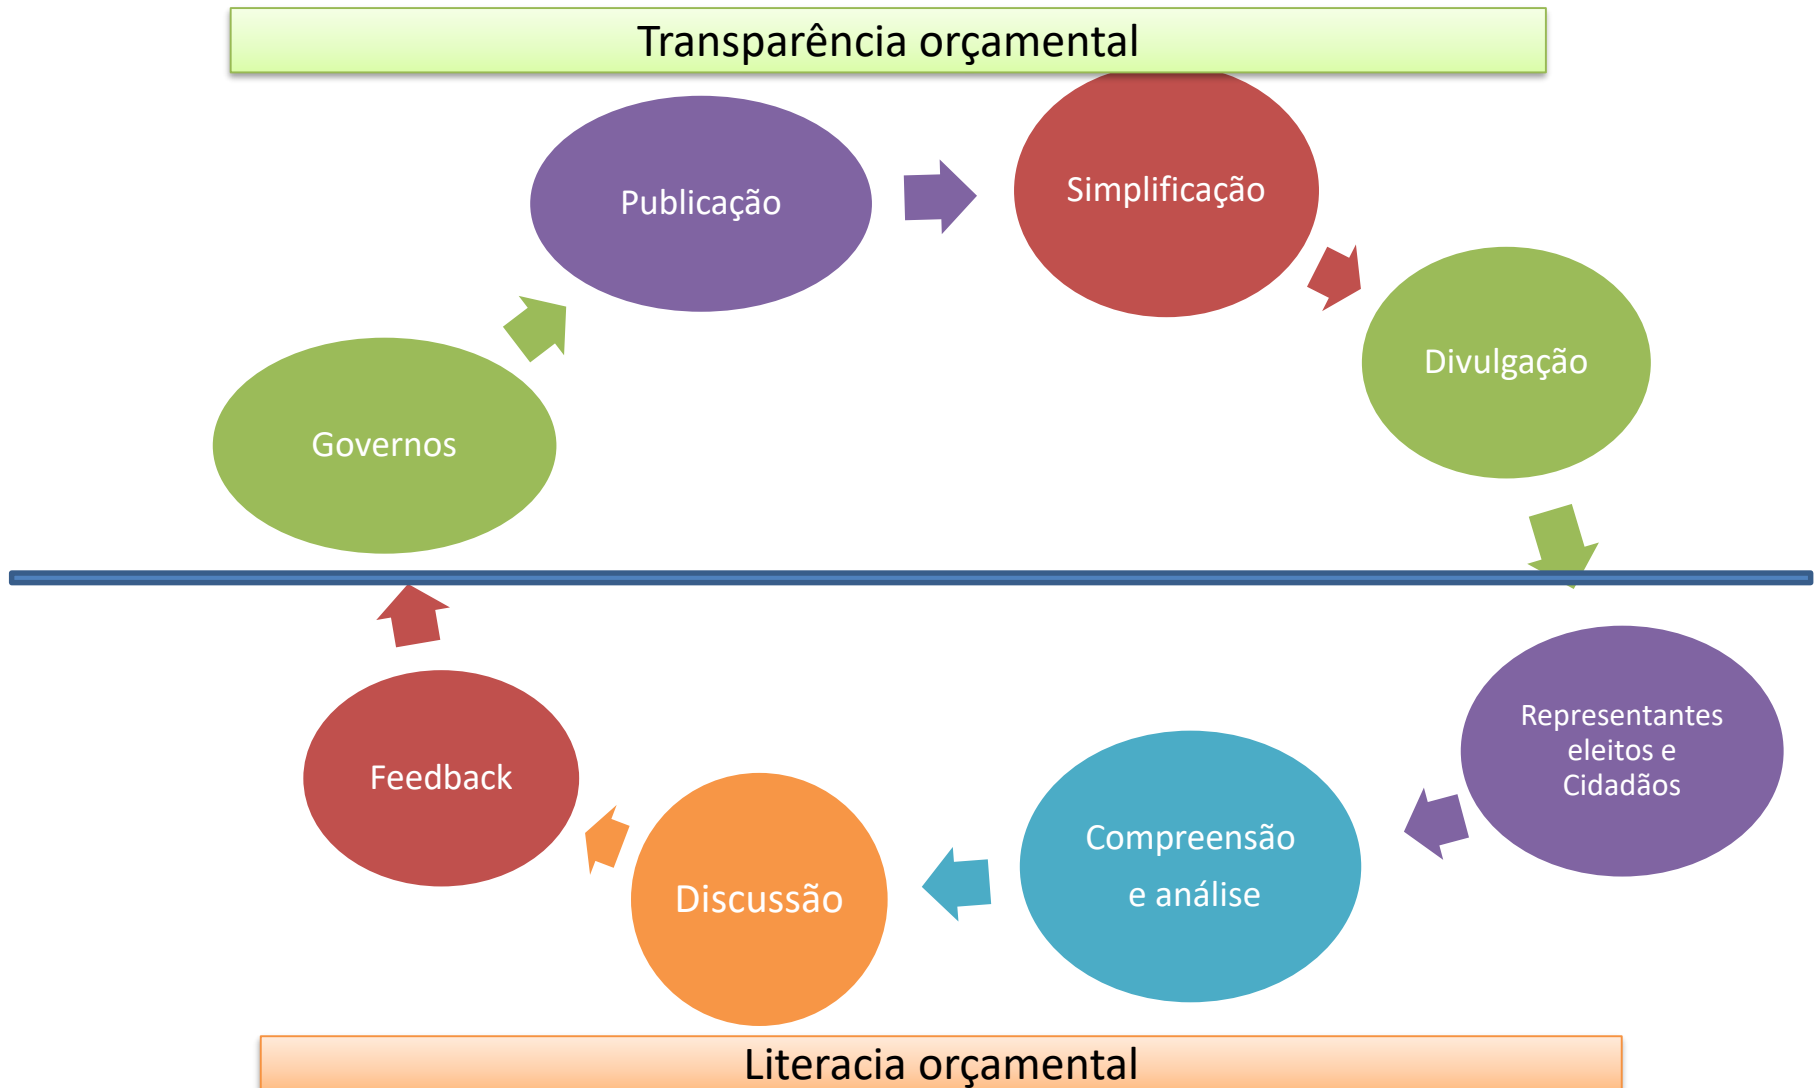 Transparência orçamental
Publicação
Simplificação
Divulgação
Governos
Representantes
eleitos e
Cidadãos
Compreensão
e análise
Discussão
Feedback
Literacia orçamental